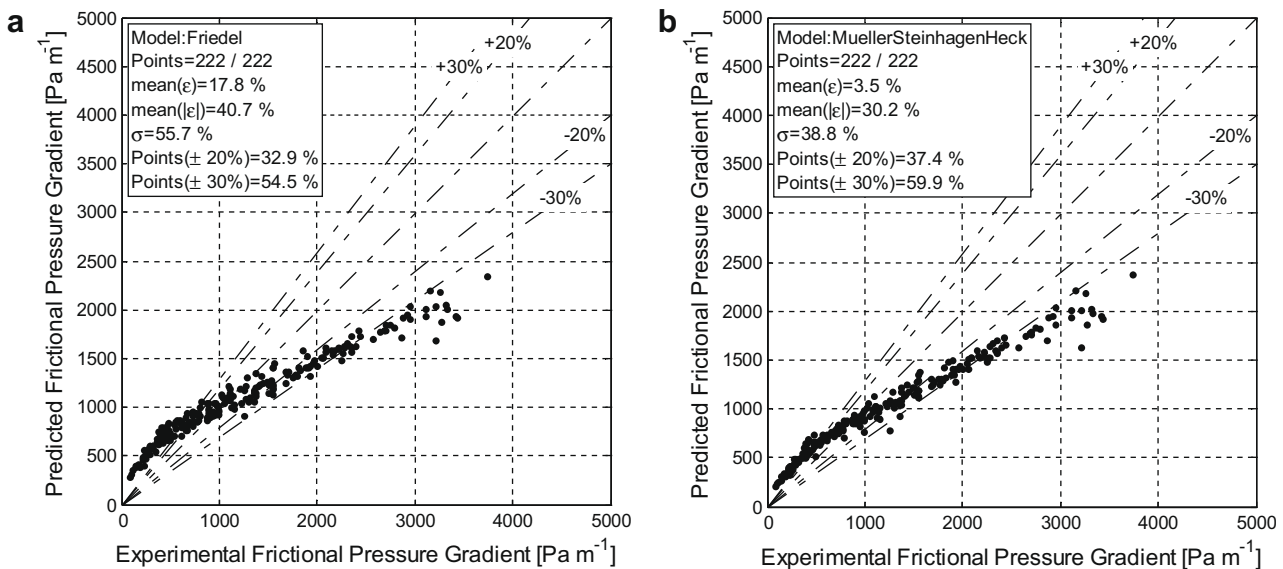 a
Model:Friedel
Points=222 / 222
mean(ε)=17.8 %
mean(|ε|)=40.7 %
σ=55.7 %
Points(± 20%)=32.9 %
Points(± 30%)=54.5 %
+20%
+30%
-20%
-30%
5000
4500
4000
3500
3000
2500
2000
1500
1000
500
0
0 1000 2000 3000 4000 5000
Predicted Frictional Pressure Gradient [Pa m⁻¹]
Experimental Frictional Pressure Gradient [Pa m⁻¹]
b
Model:MuellerSteinhagenHeck
Points=222 / 222
mean(ε)=3.5 %
mean(|ε|)=30.2 %
σ=38.8 %
Points(± 20%)=37.4 %
Points(± 30%)=59.9 %
+20%
+30%
-20%
-30%
5000
4500
4000
3500
3000
2500
2000
1500
1000
500
0
0 1000 2000 3000 4000 5000
Predicted Frictional Pressure Gradient [Pa m⁻¹]
Experimental Frictional Pressure Gradient [Pa m⁻¹]